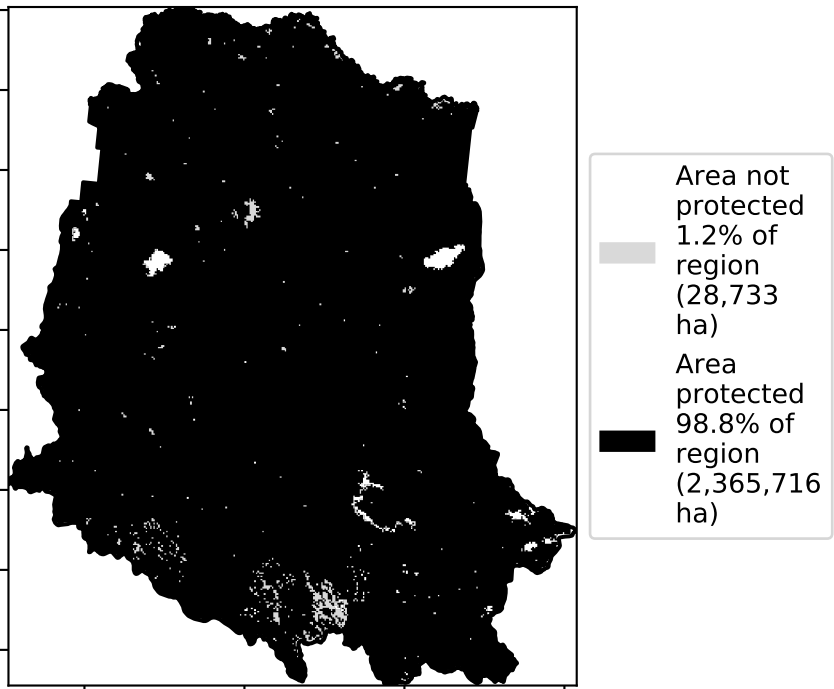 Area not
protected
1.2% of
region
(28,733
ha)
Area
protected
98.8% of
region
(2,365,716
ha)